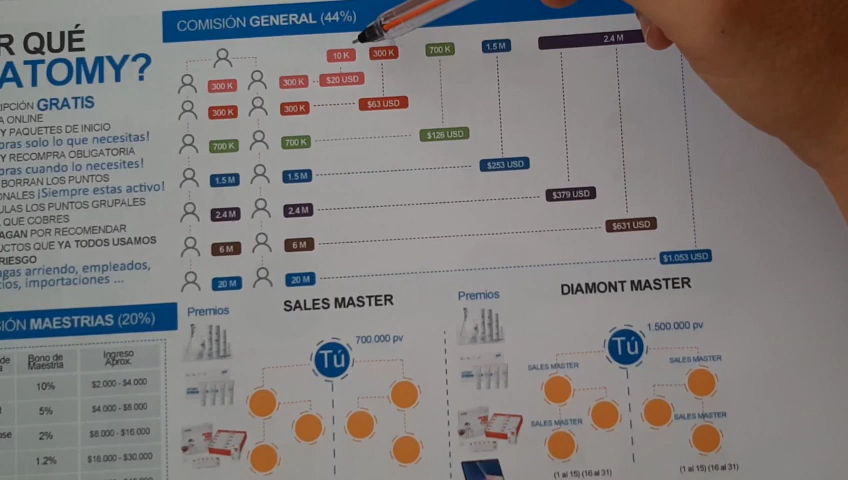 R QUÉ
ATOMY?
IPCIÓN GRATIS
A ONLINE
Y PAQUETES DE INICIO
pras solo lo que necesitas!
Y RECOMPRA OBLIGATORIA
pras cuando lo necesites!
BORRAN LOS PUNTOS
ONALES ¡Siempre estas activo!
ULAS LOS PUNTOS GRUPALES
QUE COBRES
AGAN POR RECOMENDAR
UCTOS QUE YA TODOS USAMOS
RIESGO
agas arriendo, empleados,
cios, importaciones ...
COMISIÓN GENERAL (44%)
10 K 300 K 700 K 1.5 M 2.4 M
300 K 300 K $20 USD
300 K 300 K $63 USD
700 K 700 K $126 USD
1.5 M 1.5 M $253 USD
2.4 M 2.4 M $379 USD
6 M 6 M $631 USD
20 M 20 M $1.053 USD
IÓN MAESTRIAS (20%)
de Bono de Maestria Ingreso Aprox.
10% $2.000 - $4.000
5% $4.000 - $8.000
ase 2% $8.000 - $16.000
1.2% $16.000 - $30.000
Premios
SALES MASTER
700.000 pv
Tú
Premios
DIAMONT MASTER
1.500.000 pv
Tú
SALES MASTER
SALES MASTER
SALES MASTER
SALES MASTER
(1 al 15) (16 al 31)
(1 al 15) (16 al 31)